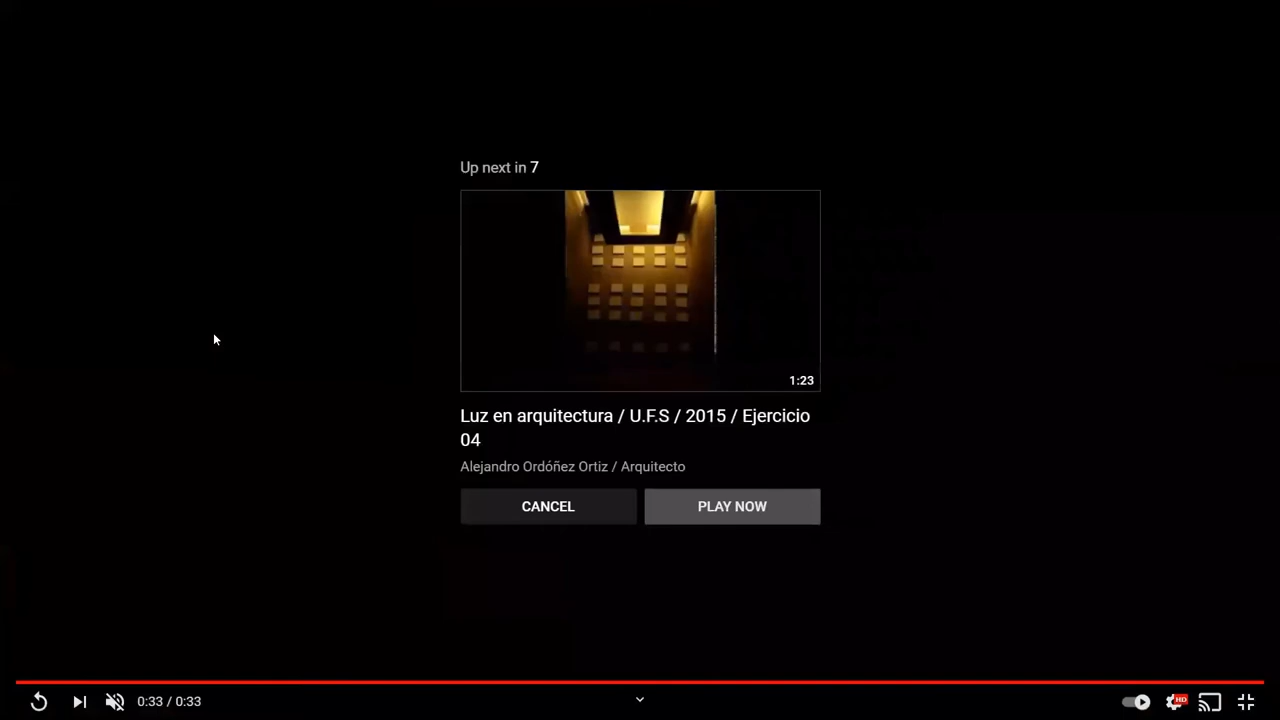 Up next in 7
1:23
Luz en arquitectura / U.F.S / 2015 / Ejercicio
04
Alejandro Ordóñez Ortiz / Arquitecto
CANCEL PLAY NOW
0:33 / 0:33 HD